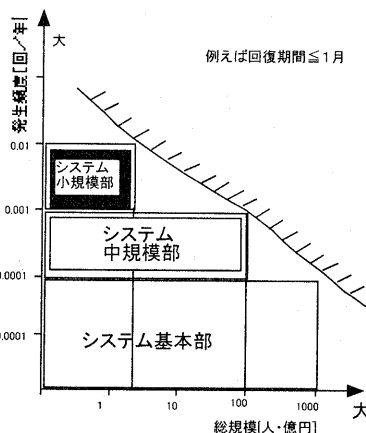 大
例えば回復期間≦1月
発生頻度[回／年]
0.01
システム
小規模部
0.001
システム
中規模部
0.0001
システム基本部
0.0001
1
10
100
1000
大
総規模[人・億円]